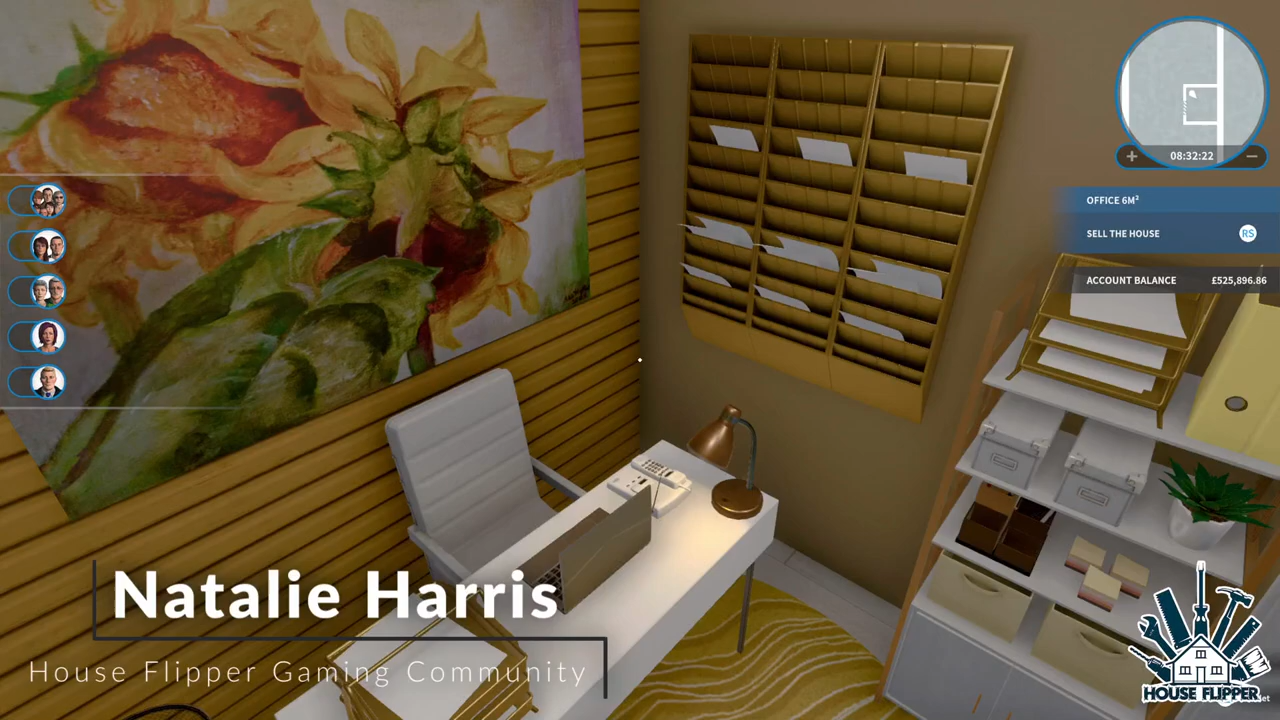 08:32:22
OFFICE 6M²
SELL THE HOUSE
RS
ACCOUNT BALANCE £525,896.86
Natalie Harris
House Flipper Gaming Community
HOUSE FLIPPER